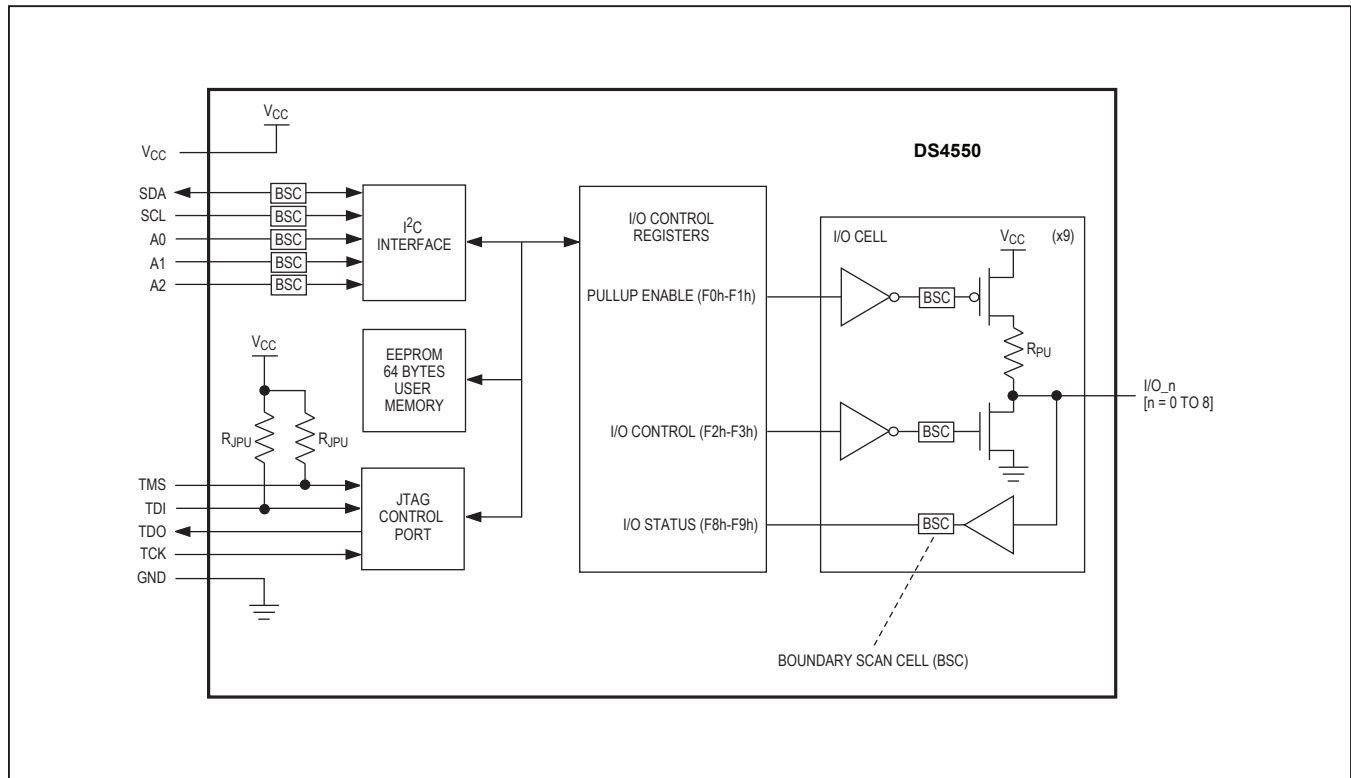 DS4550
VCC
VCC
SDA
SCL
A0
A1
A2
BSC
BSC
BSC
BSC
BSC
I2C
INTERFACE
EEPROM
64 BYTES
USER
MEMORY
VCC
RJPU
RJPU
TMS
TDI
TDO
TCK
GND
JTAG
CONTROL
PORT
I/O CONTROL
REGISTERS
PULLUP ENABLE (F0h-F1h)
I/O CONTROL (F2h-F3h)
I/O STATUS (F8h-F9h)
I/O CELL
VCC
(x9)
BSC
RPU
BSC
BSC
I/O_n
[n = 0 TO 8]
BOUNDARY SCAN CELL (BSC)